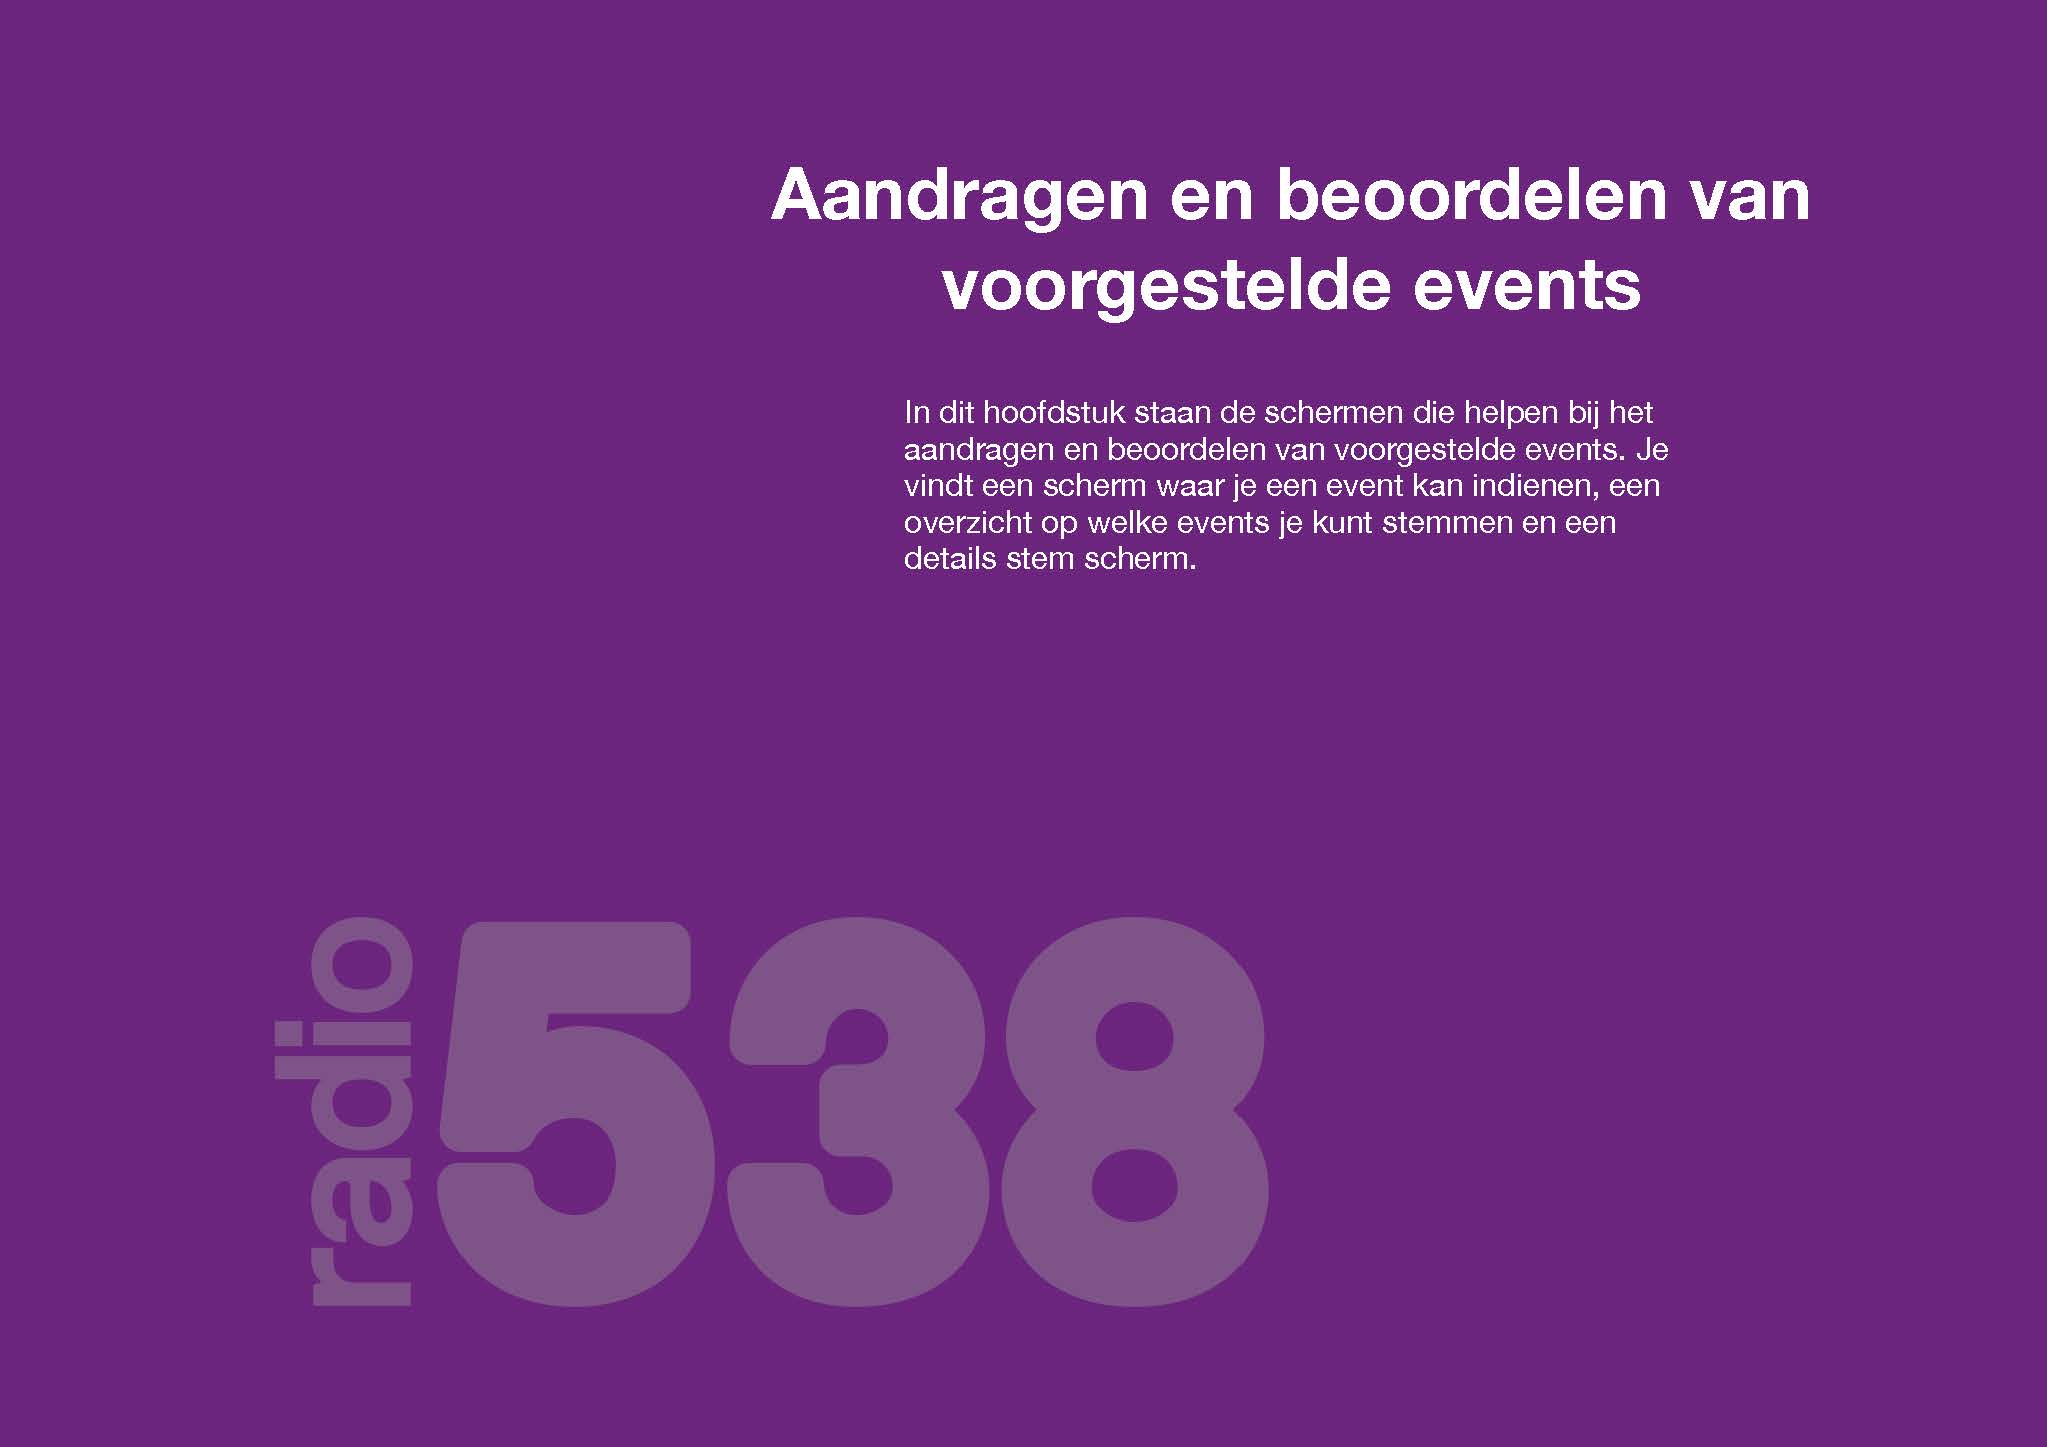 Aandragen en beoordelen van
voorgestelde events
In dit hoofdstuk staan de schermen die helpen bij het
aandragen en beoordelen van voorgestelde events. Je
vindt een scherm waar je een event kan indienen, een
overzicht op welke events je kunt stemmen en een
details stem scherm.
radio
538